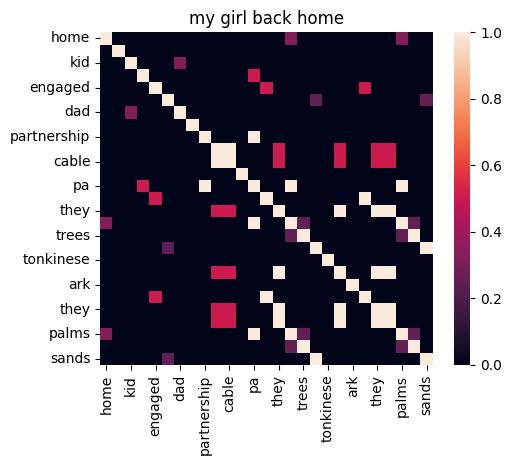 my girl back home
home
kid
engaged
dad
partnership
cable
pa
they
trees
tonkinese
ark
they
palms
sands
home
kid
engaged
dad
partnership
cable
pa
they
trees
tonkinese
ark
they
palms
sands
1.0
0.8
0.6
0.4
0.2
0.0